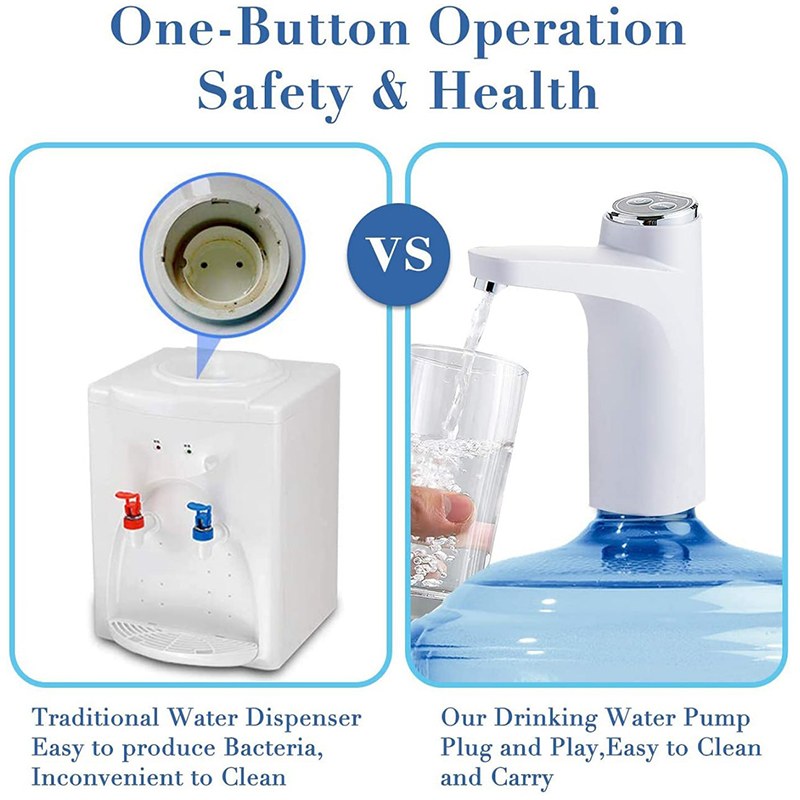 One-Button Operation
Safety & Health
VS
Traditional Water Dispenser
Easy to produce Bacteria,
Inconvenient to Clean
Our Drinking Water Pump
Plug and Play,Easy to Clean
and Carry